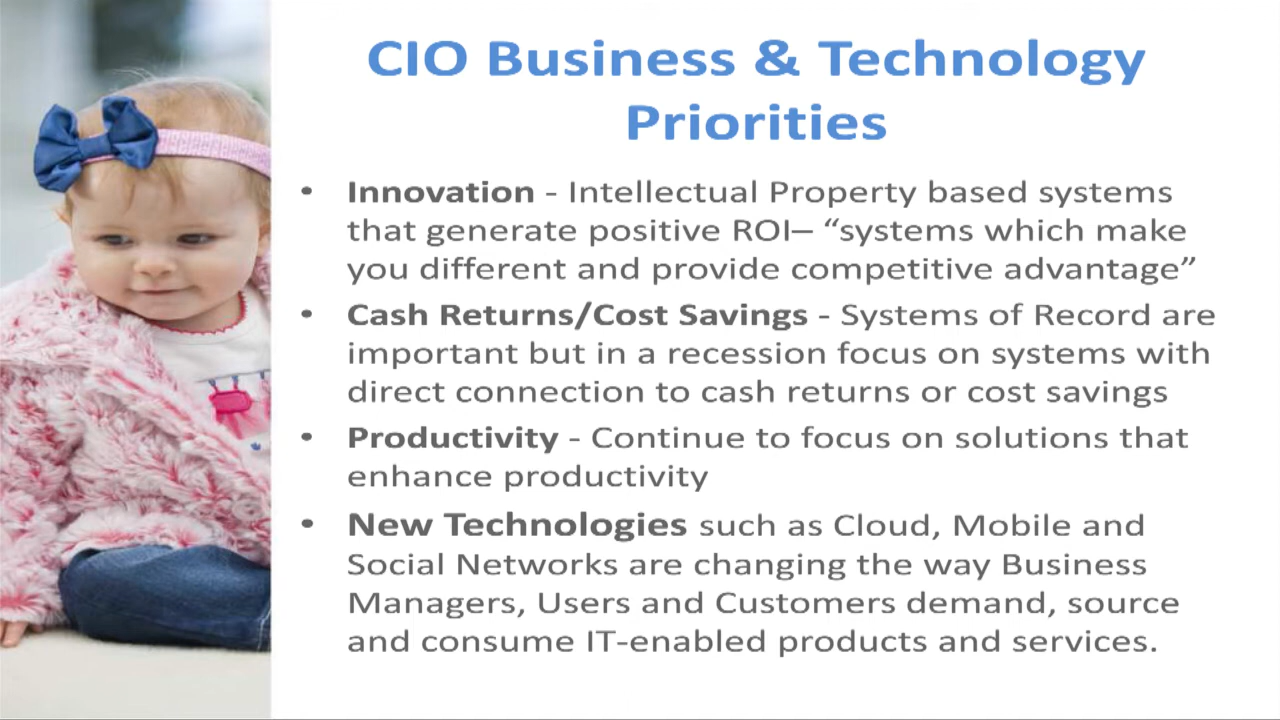 CIO Business & Technology
Priorities
• Innovation - Intellectual Property based systems
that generate positive ROI– “systems which make
you different and provide competitive advantage”
• Cash Returns/Cost Savings - Systems of Record are
important but in a recession focus on systems with
direct connection to cash returns or cost savings
• Productivity - Continue to focus on solutions that
enhance productivity
• New Technologies such as Cloud, Mobile and
Social Networks are changing the way Business
Managers, Users and Customers demand, source
and consume IT-enabled products and services.